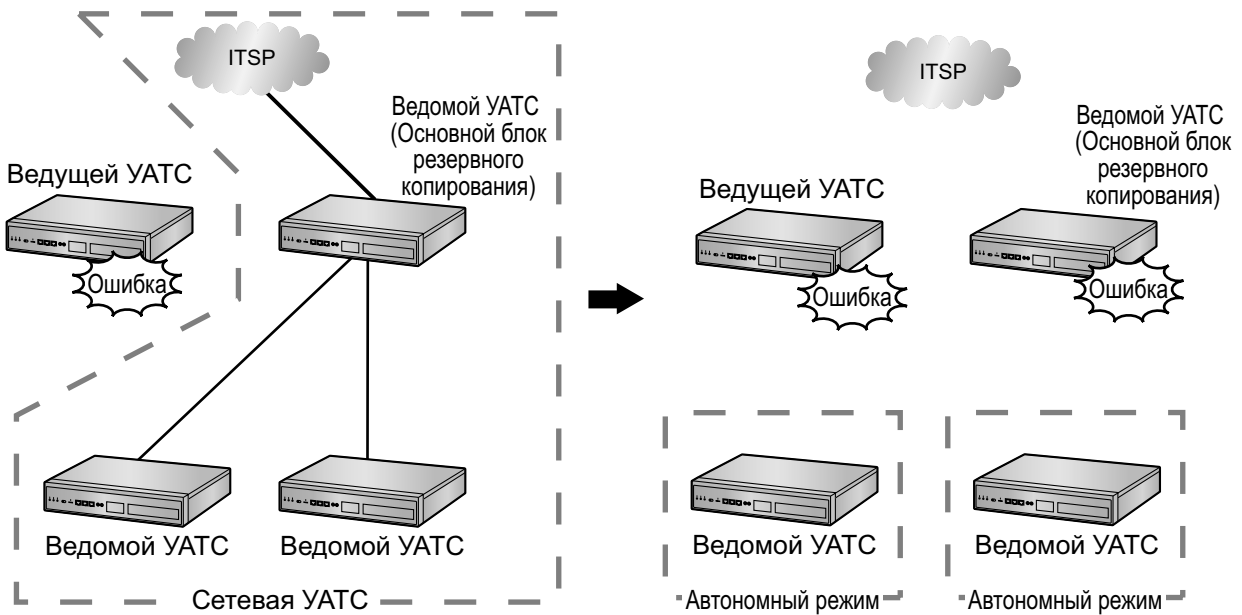 ITSP
Ведомой УАТС
(Основной блок
резервного
копирования)
Ведущей УАТС
Ошибка
Ведомой УАТС
Ведомой УАТС
Сетевая УАТС
ITSP
Ведомой УАТС
(Основной блок
резервного
копирования)
Ведущей УАТС
Ошибка
Ошибка
Ведомой УАТС
Ведомой УАТС
Автономный режим
Автономный режим